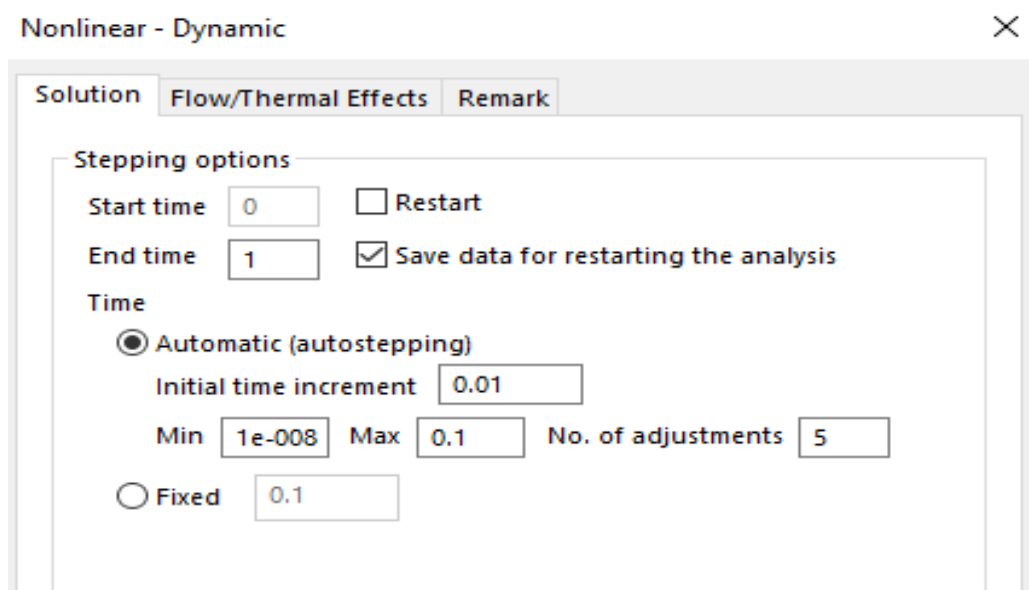 Nonlinear - Dynamic
Solution Flow/Thermal Effects Remark
Stepping options
Start time 0 Restart
End time 1 Save data for restarting the analysis
Time
Automatic (autostepping)
Initial time increment 0.01
Min 1e-008 Max 0.1 No. of adjustments 5
Fixed 0.1